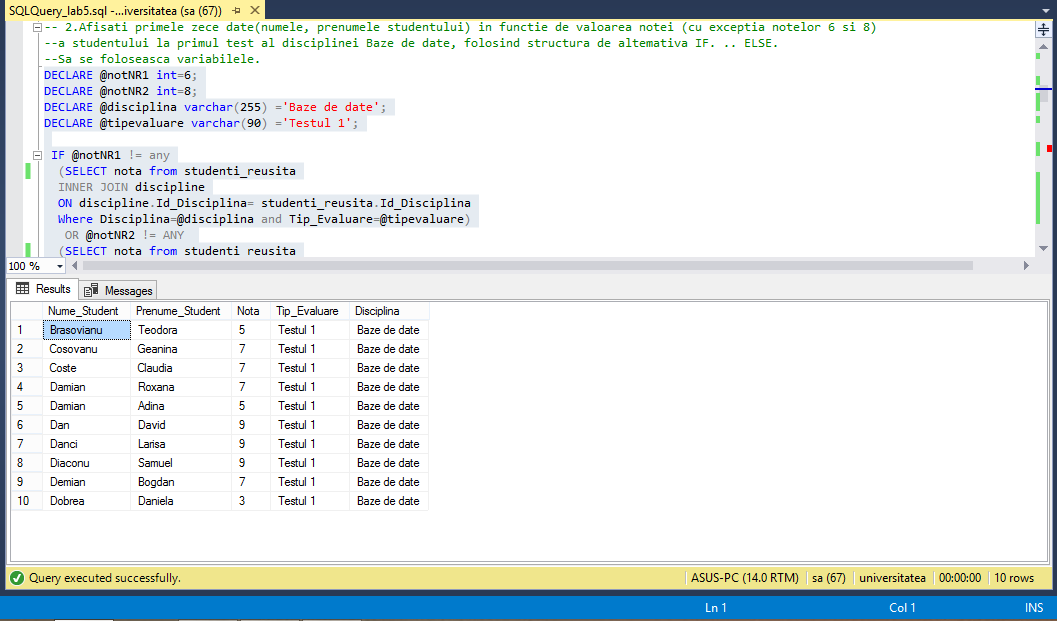 SQLQuery_lab5.sql -...iversitatea (sa (67))
-- 2.Afisati primele zece date(numele, prenumele studentului) in functie de valoarea notei (cu exceptia notelor 6 si 8)
--a studentului la primul test al disciplinei Baze de date, folosind structura de altemativa IF. .. ELSE.
--Sa se foloseasca variabilele.
DECLARE @notNR1 int=6;
DECLARE @notNR2 int=8;
DECLARE @disciplina varchar(255) ='Baze de date';
DECLARE @tipevaluare varchar(90) ='Testul 1';
IF @notNR1 != any
(SELECT nota from studenti_reusita
INNER JOIN discipline
ON discipline.Id_Disciplina= studenti_reusita.Id_Disciplina
Where Disciplina=@disciplina and Tip_Evaluare=@tipevaluare)
OR @notNR2 != ANY
(SELECT nota from studenti reusita
100 %
Results Messages
Nume_Student Prenume_Student Nota Tip_Evaluare Disciplina
1 Brasovianu Teodora 5 Testul 1 Baze de date
2 Cosovanu Geanina 7 Testul 1 Baze de date
3 Coste Claudia 7 Testul 1 Baze de date
4 Damian Roxana 7 Testul 1 Baze de date
5 Damian Adina 5 Testul 1 Baze de date
6 Dan David 9 Testul 1 Baze de date
7 Danci Larisa 9 Testul 1 Baze de date
8 Diaconu Samuel 9 Testul 1 Baze de date
9 Demian Bogdan 7 Testul 1 Baze de date
10 Dobrea Daniela 3 Testul 1 Baze de date
Query executed successfully. ASUS-PC (14.0 RTM) sa (67) universitatea 00:00:00 10 rows
Ln 1 Col 1 INS